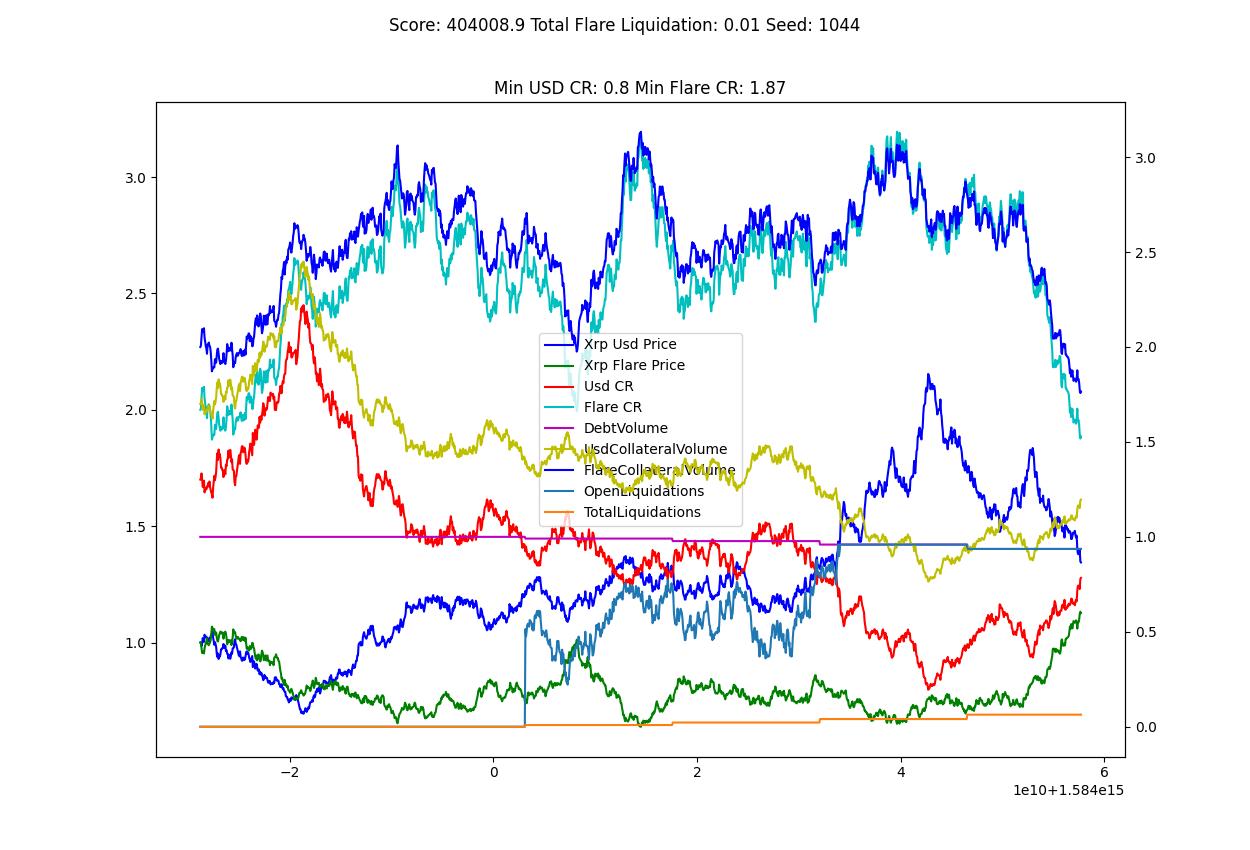 Score: 404008.9 Total Flare Liquidation: 0.01 Seed: 1044
Min USD CR: 0.8 Min Flare CR: 1.87
3.0
2.5
2.0
1.5
1.0
Xrp Usd Price
Xrp Flare Price
Usd CR
Flare CR
DebtVolume
UsdCollateralVolume
FlareCollateralVolume
OpenLiquidations
TotalLiquidations
3.0
2.5
2.0
1.5
1.0
0.5
0.0
−2 0 2 4 6
1e10+1.584e15